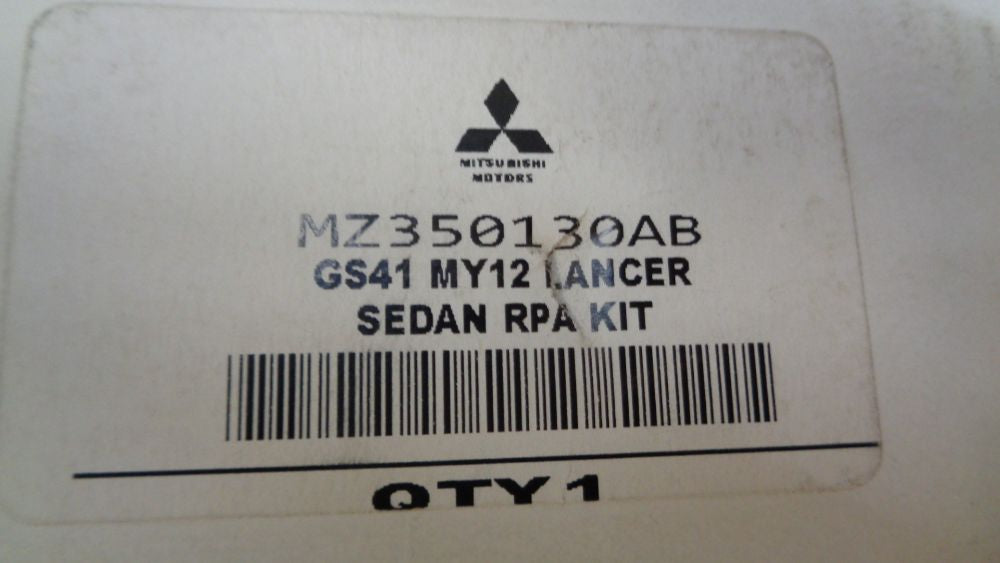 MITSUBISHI
MOTORS
MZ350130AB
GS41 MY12 LANCER
SEDAN RPA KIT
QTY 1